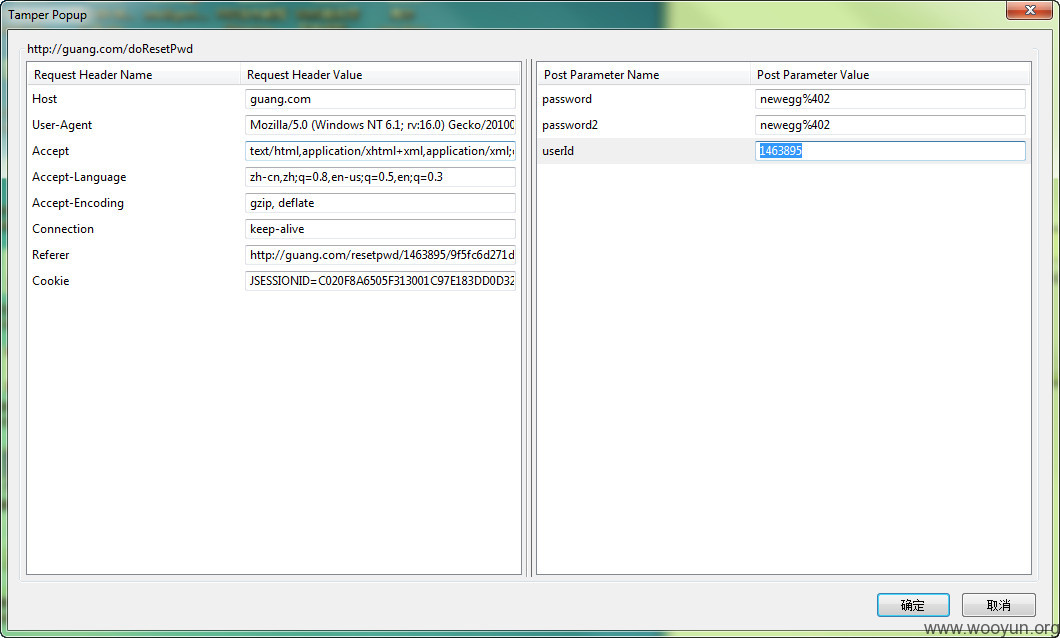 Tamper Popup
http://guang.com/doResetPwd
Request Header Name Request Header Value
Host guang.com
User-Agent Mozilla/5.0 (Windows NT 6.1; rv:16.0) Gecko/20100
Accept text/html,application/xhtml+xml,application/xml;
Accept-Language zh-cn,zh;q=0.8,en-us;q=0.5,en;q=0.3
Accept-Encoding gzip, deflate
Connection keep-alive
Referer http://guang.com/resetpwd/1463895/9f5fc6d271d
Cookie JSESSIONID=C020F8A6505F313001C97E183DD0D32
Post Parameter Name Post Parameter Value
password newegg%402
password2 newegg%402
userId 1463895
确定 取消
www.wooyun.org